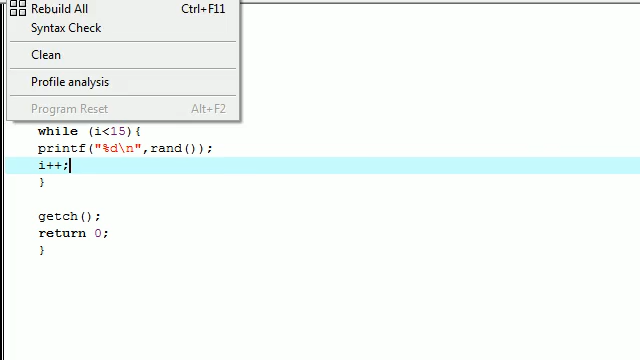 Rebuild All Ctrl+F11
Syntax Check
Clean
Profile analysis
Program Reset Alt+F2
while (i<15){
printf("%d\n",rand());
i++;
}
getch();
return 0;
}